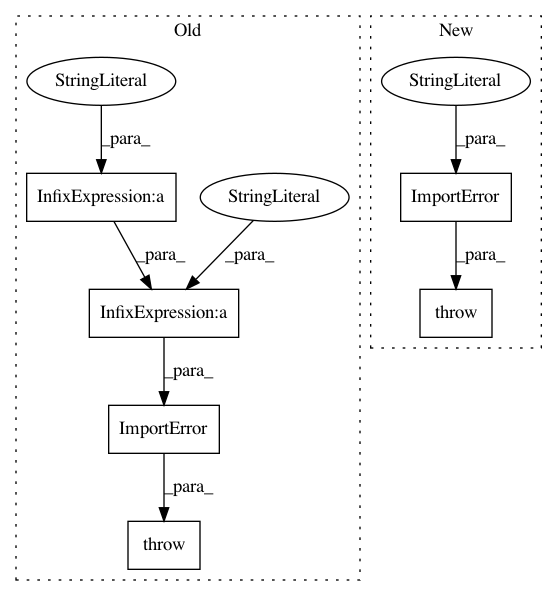 Old
New
StringLiteral
StringLiteral
_para_
_para_
InfixExpression:a
StringLiteral
ImportError
_para_
_para_
_para_
InfixExpression:a
throw
_para_
ImportError
_para_
throw